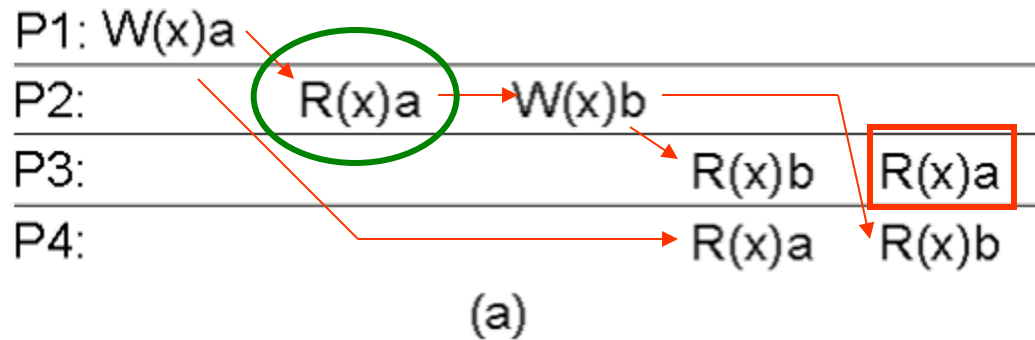 P1: W(x)a
P2: R(x)a W(x)b
P3: R(x)b R(x)a
P4: R(x)a R(x)b
(a)